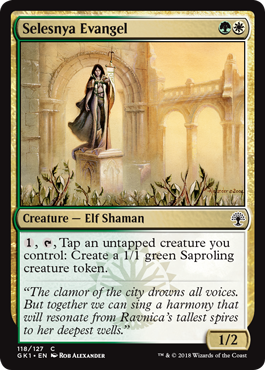 Selesnya Evangel
Creature — Elf Shaman
1, , Tap an untapped creature you
control: Create a 1/1 green Saproling
creature token.
"The clamor of the city drowns all voices.
But together we can sing a harmony that
will resonate from Ravnica's tallest spires
to her deepest wells."
1/2
118/127 C
GK1 • EN Rob Alexander
™ & © 2018 Wizards of the Coast